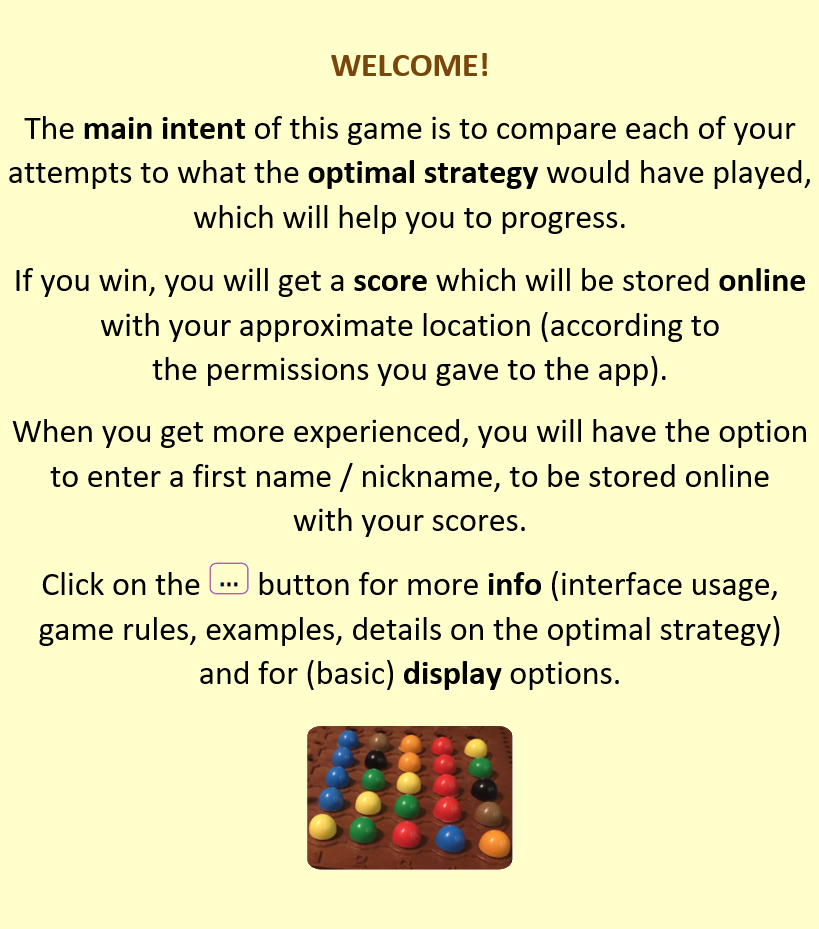 WELCOME!
The main intent of this game is to compare each of your
attempts to what the optimal strategy would have played,
which will help you to progress.
If you win, you will get a score which will be stored online
with your approximate location (according to
the permissions you gave to the app).
When you get more experienced, you will have the option
to enter a first name / nickname, to be stored online
with your scores.
Click on the ... button for more info (interface usage,
game rules, examples, details on the optimal strategy)
and for (basic) display options.
1 2